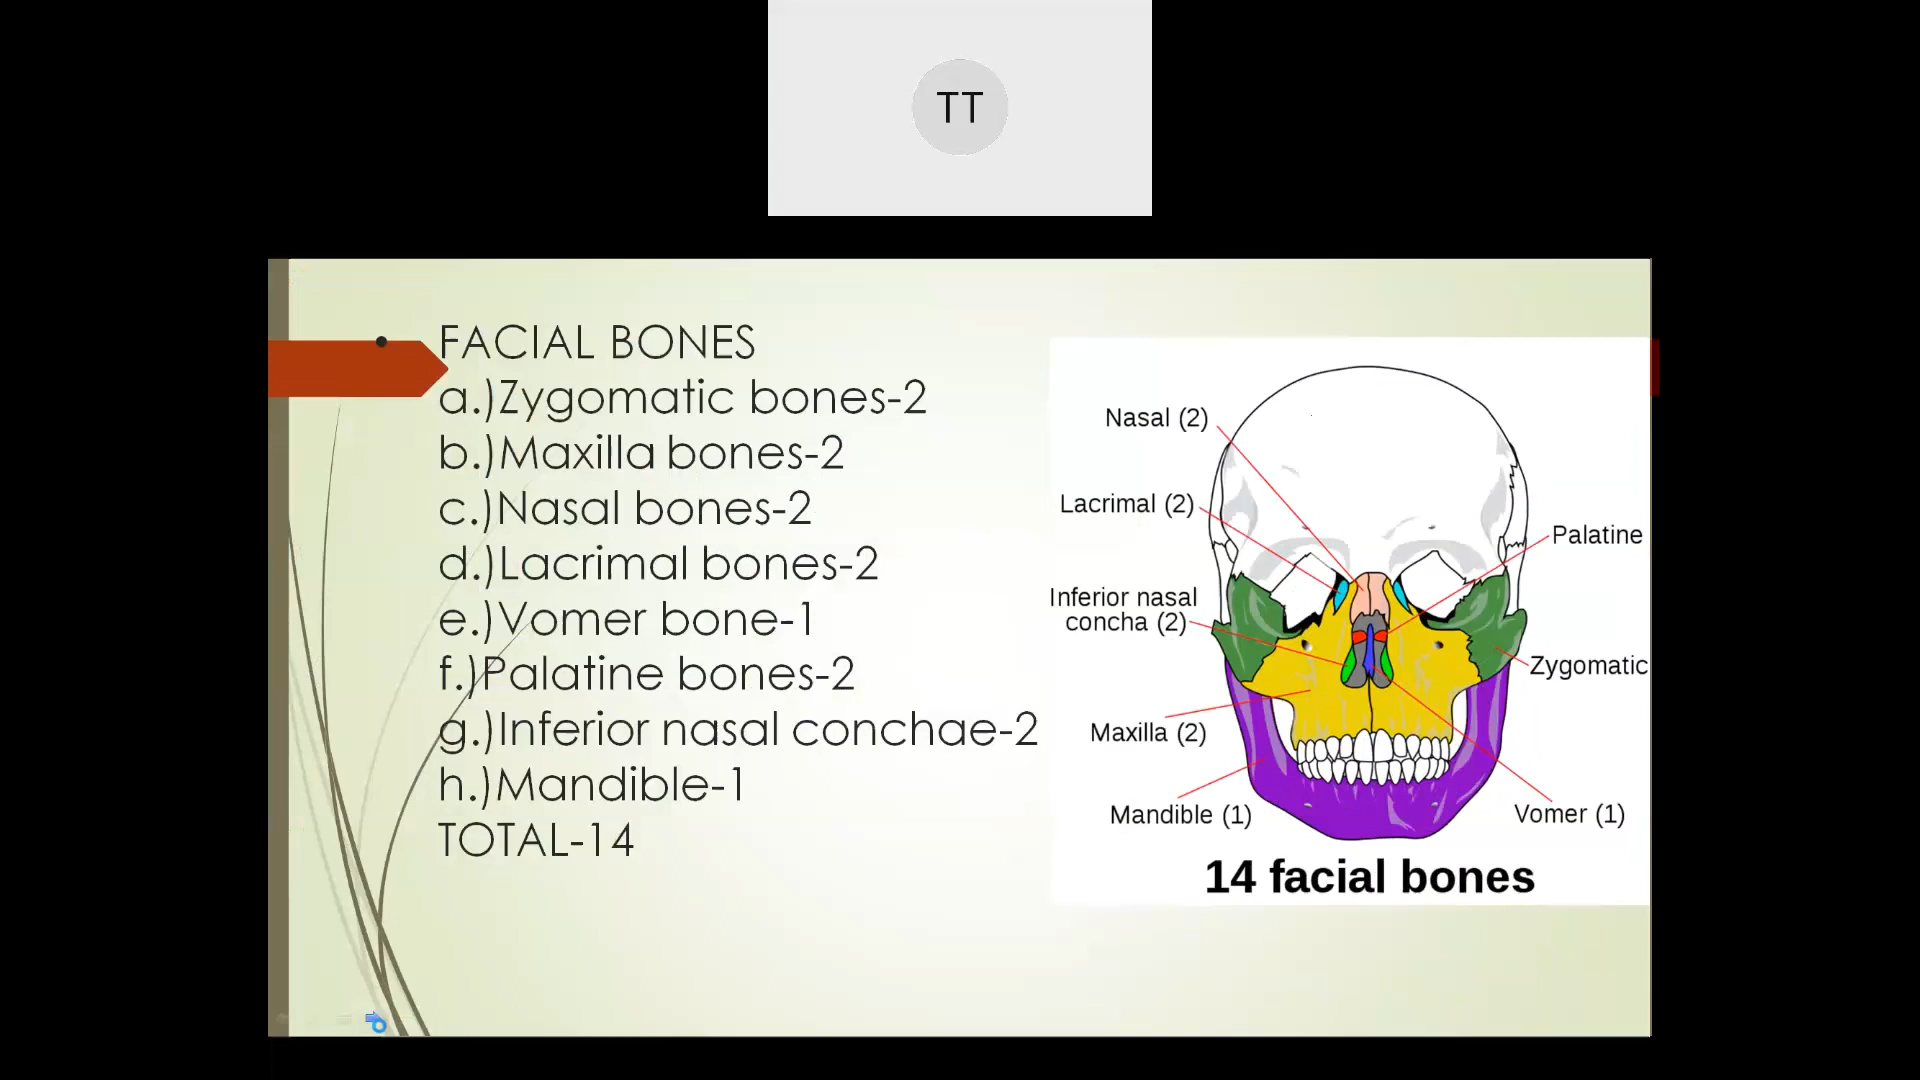 TT
FACIAL BONES
a.)Zygomatic bones-2
b.)Maxilla bones-2
c.)Nasal bones-2
d.)Lacrimal bones-2
e.)Vomer bone-1
f.)Palatine bones-2
g.)Inferior nasal conchae-2
h.)Mandible-1
TOTAL-14
Nasal (2)
Lacrimal (2)
Inferior nasal
concha (2)
Maxilla (2)
Mandible (1)
Palatine
Zygomatic
Vomer (1)
14 facial bones